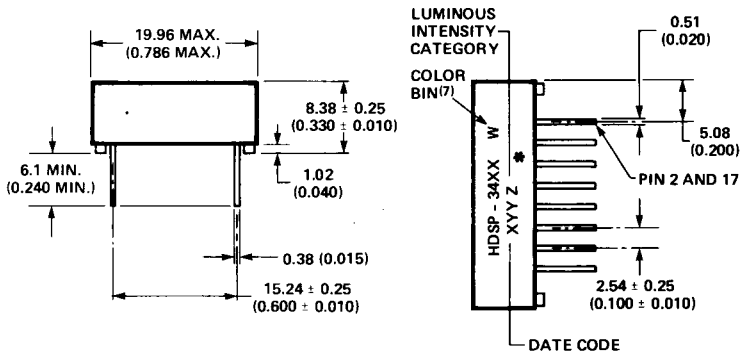 19.96 MAX.
(0.786 MAX.)
8.38 ± 0.25
(0.330 ± 0.010)
6.1 MIN.
(0.240 MIN.)
1.02
(0.040)
0.38 (0.015)
15.24 ± 0.25
(0.600 ± 0.010)
LUMINOUS
INTENSITY
CATEGORY
COLOR
BIN(7)
0.51
(0.020)
5.08
(0.200)
PIN 2 AND 17
W
HDSP - 34XX
XYY Z
*
2.54 ± 0.25
(0.100 ± 0.010)
DATE CODE